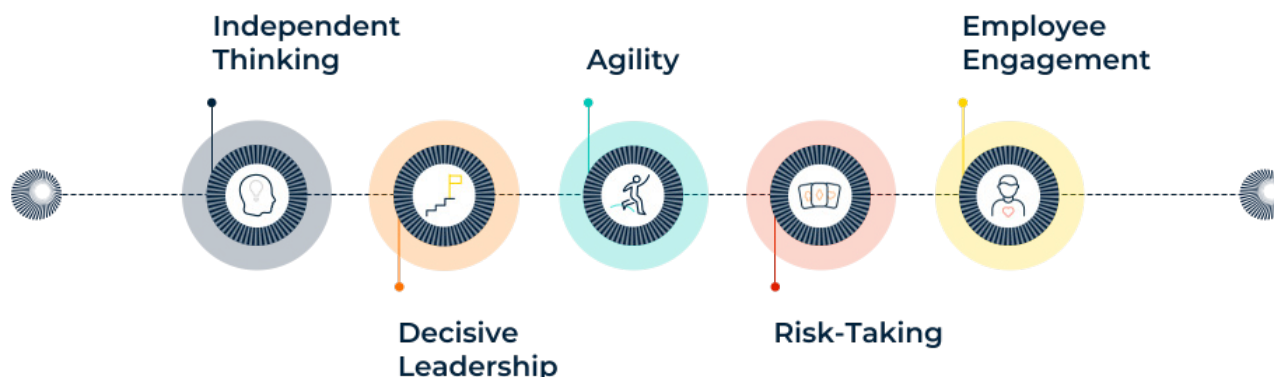 Independent
Thinking
Decisive
Leadership
Agility
Risk-Taking
Employee
Engagement